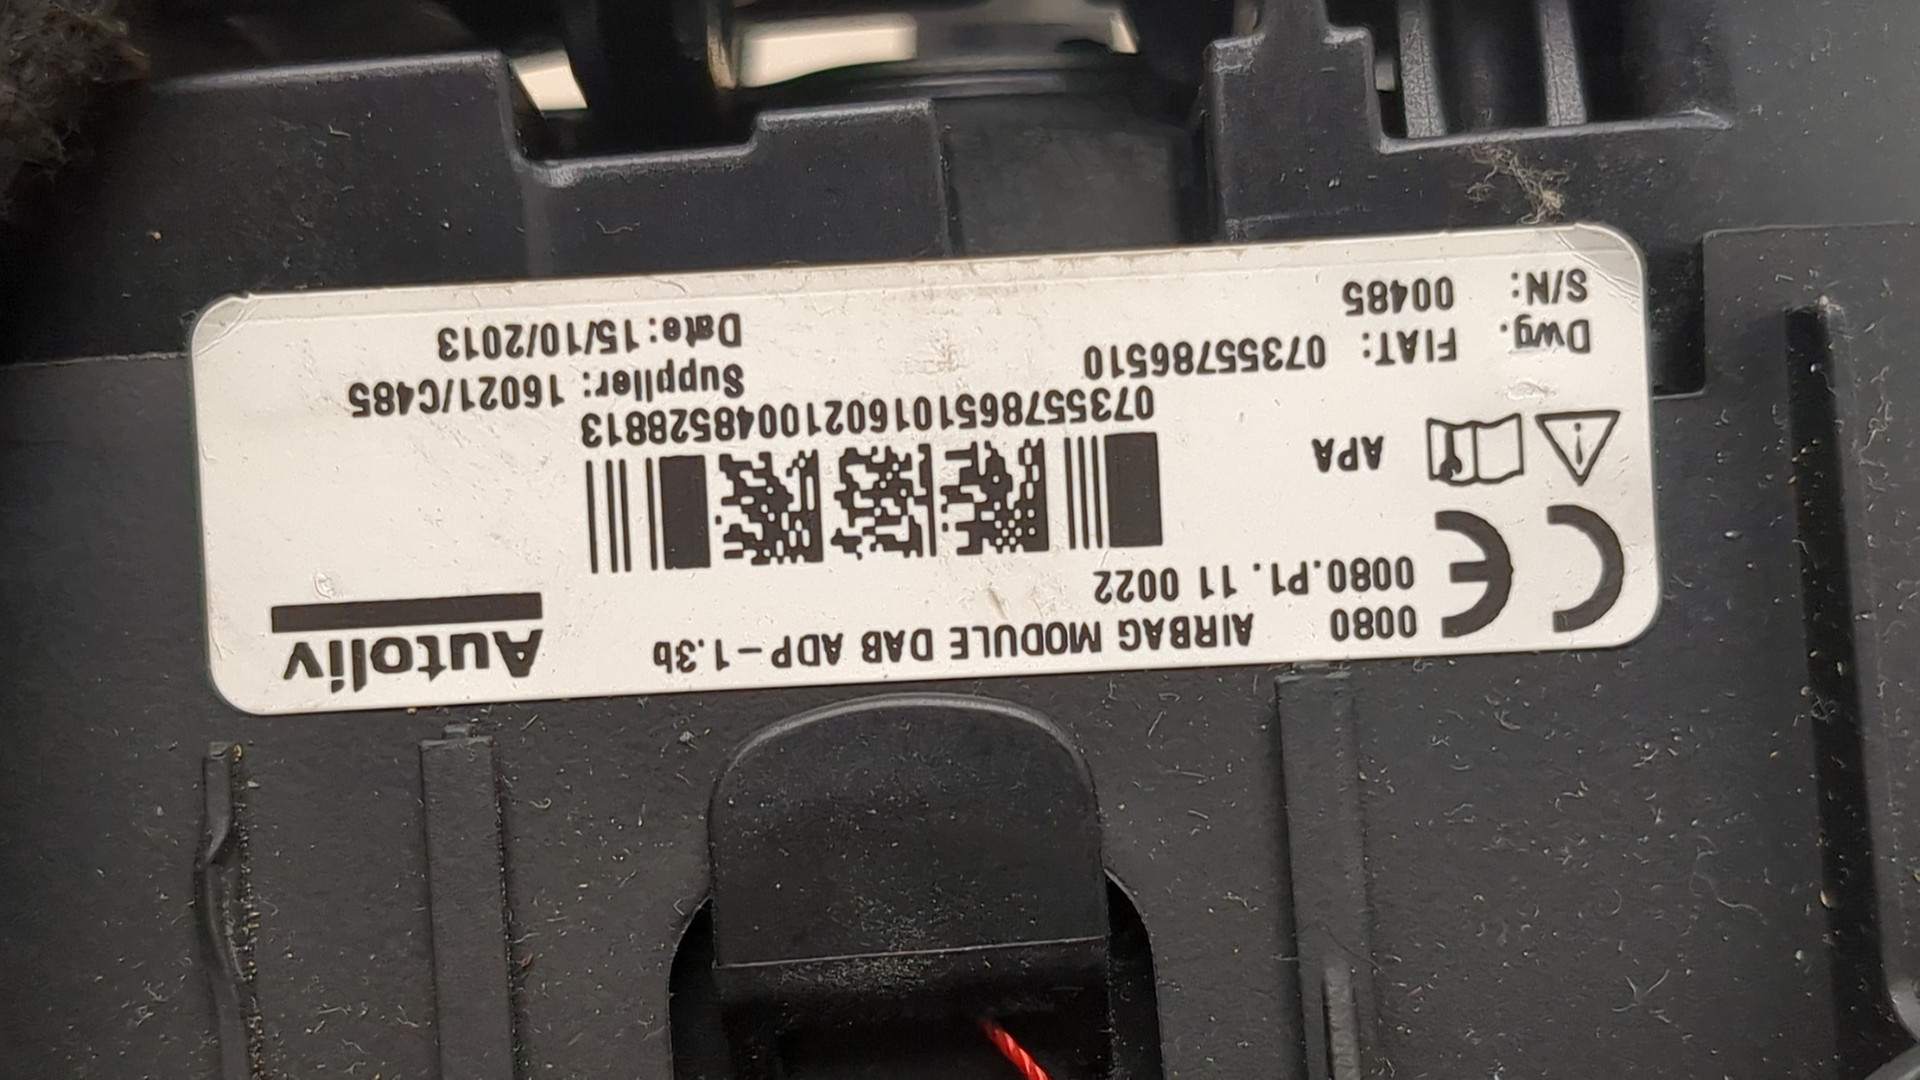 CE 0080 AIRBAG MODULE DAB ADP-1.3b Autoliv
0080.P1. 11 0022
APA
07355786510160210048528813
Dwg. FIAT: 07355786510 Supplier: 16021/C485
S/N: 00485 Date: 15/10/2013